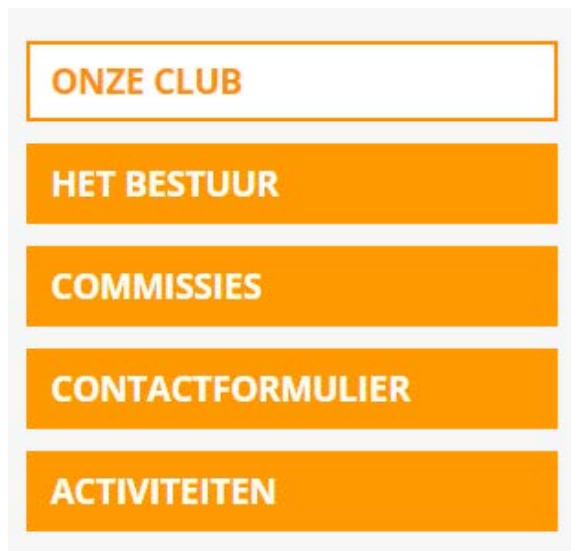 ONZE CLUB
HET BESTUUR
COMMISSIES
CONTACTFORMULIER
ACTIVITEITEN